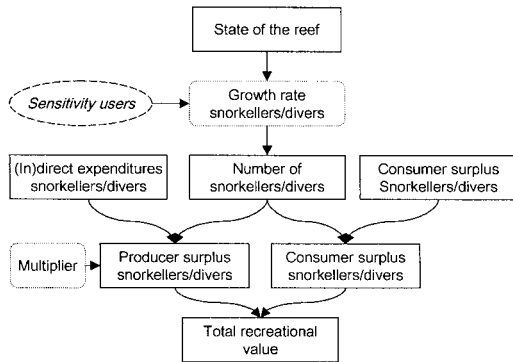 State of the reef
Sensitivity users
Growth rate
snorkellers/divers
(In)direct expenditures
snorkellers/divers
Number of
snorkellers/divers
Consumer surplus
Snorkellers/divers
Multiplier
Producer surplus
snorkellers/divers
Consumer surplus
snorkellers/divers
Total recreational
value